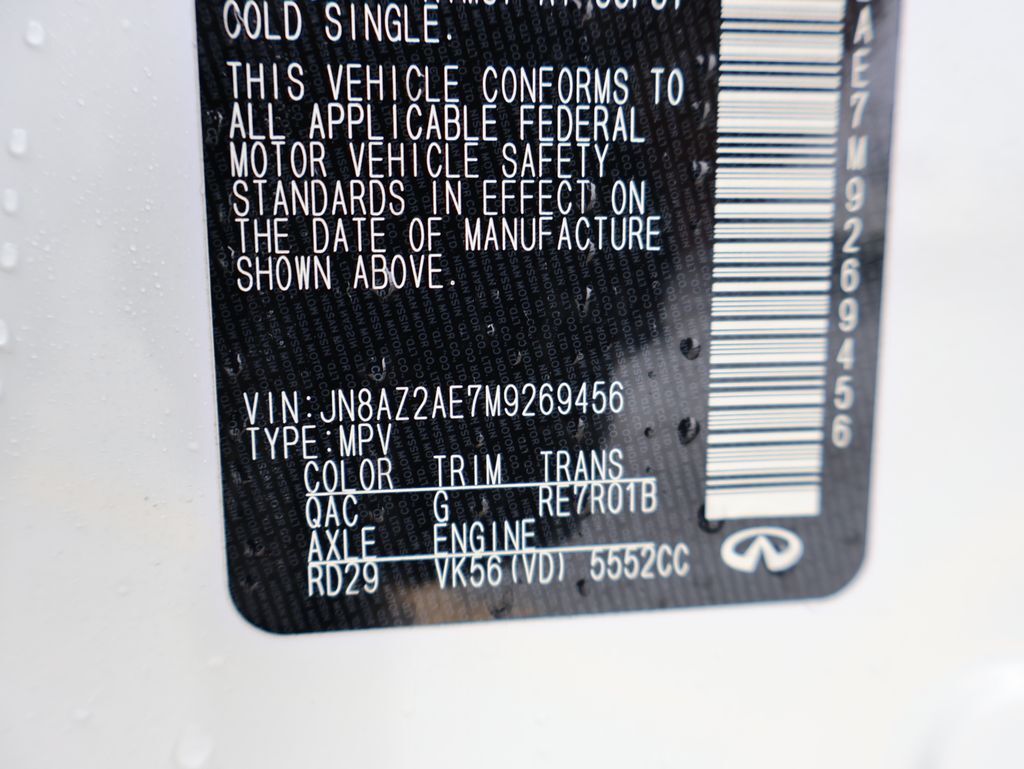 COLD SINGLE.
THIS VEHICLE CONFORMS TO
ALL APPLICABLE FEDERAL
MOTOR VEHICLE SAFETY
STANDARDS IN EFFECT ON
THE DATE OF MANUFACTURE
SHOWN ABOVE.
VIN:JN8AZ2AE7M9269456
TYPE:MPV
COLOR TRIM TRANS
QAC G RE7R01B
AXLE ENGINE
RD29 VK56(VD) 5552CC
AE7M9269456